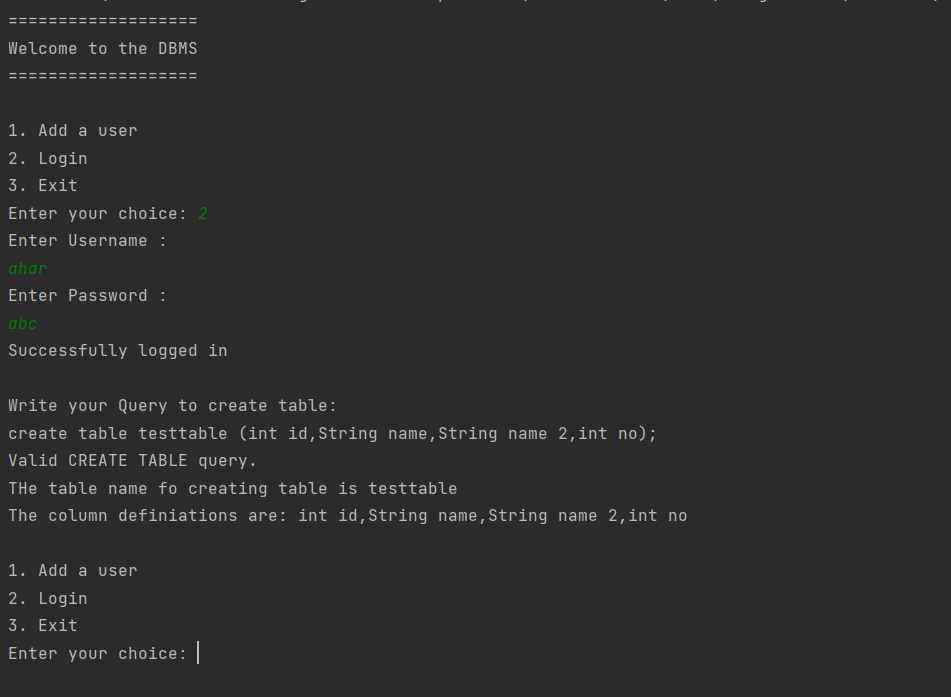 ===================
Welcome to the DBMS
===================
1. Add a user
2. Login
3. Exit
Enter your choice: 2
Enter Username :
ahar
Enter Password :
abc
Successfully logged in
Write your Query to create table:
create table testtable (int id,String name,String name 2,int no);
Valid CREATE TABLE query.
THe table name fo creating table is testtable
The column definiations are: int id,String name,String name 2,int no
1. Add a user
2. Login
3. Exit
Enter your choice: